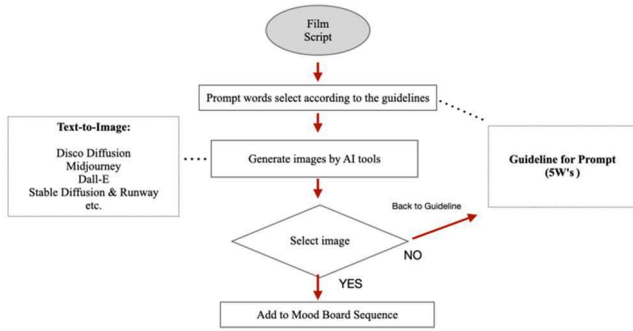 Film
Script
Prompt words select according to the guidelines
Text-to-Image:
Disco Diffusion
Midjourney
Dall-E
Stable Diffusion & Runway
etc.
Generate images by AI tools
Guideline for Prompt
(5W's )
Back to Guideline
Select image
NO
YES
Add to Mood Board Sequence